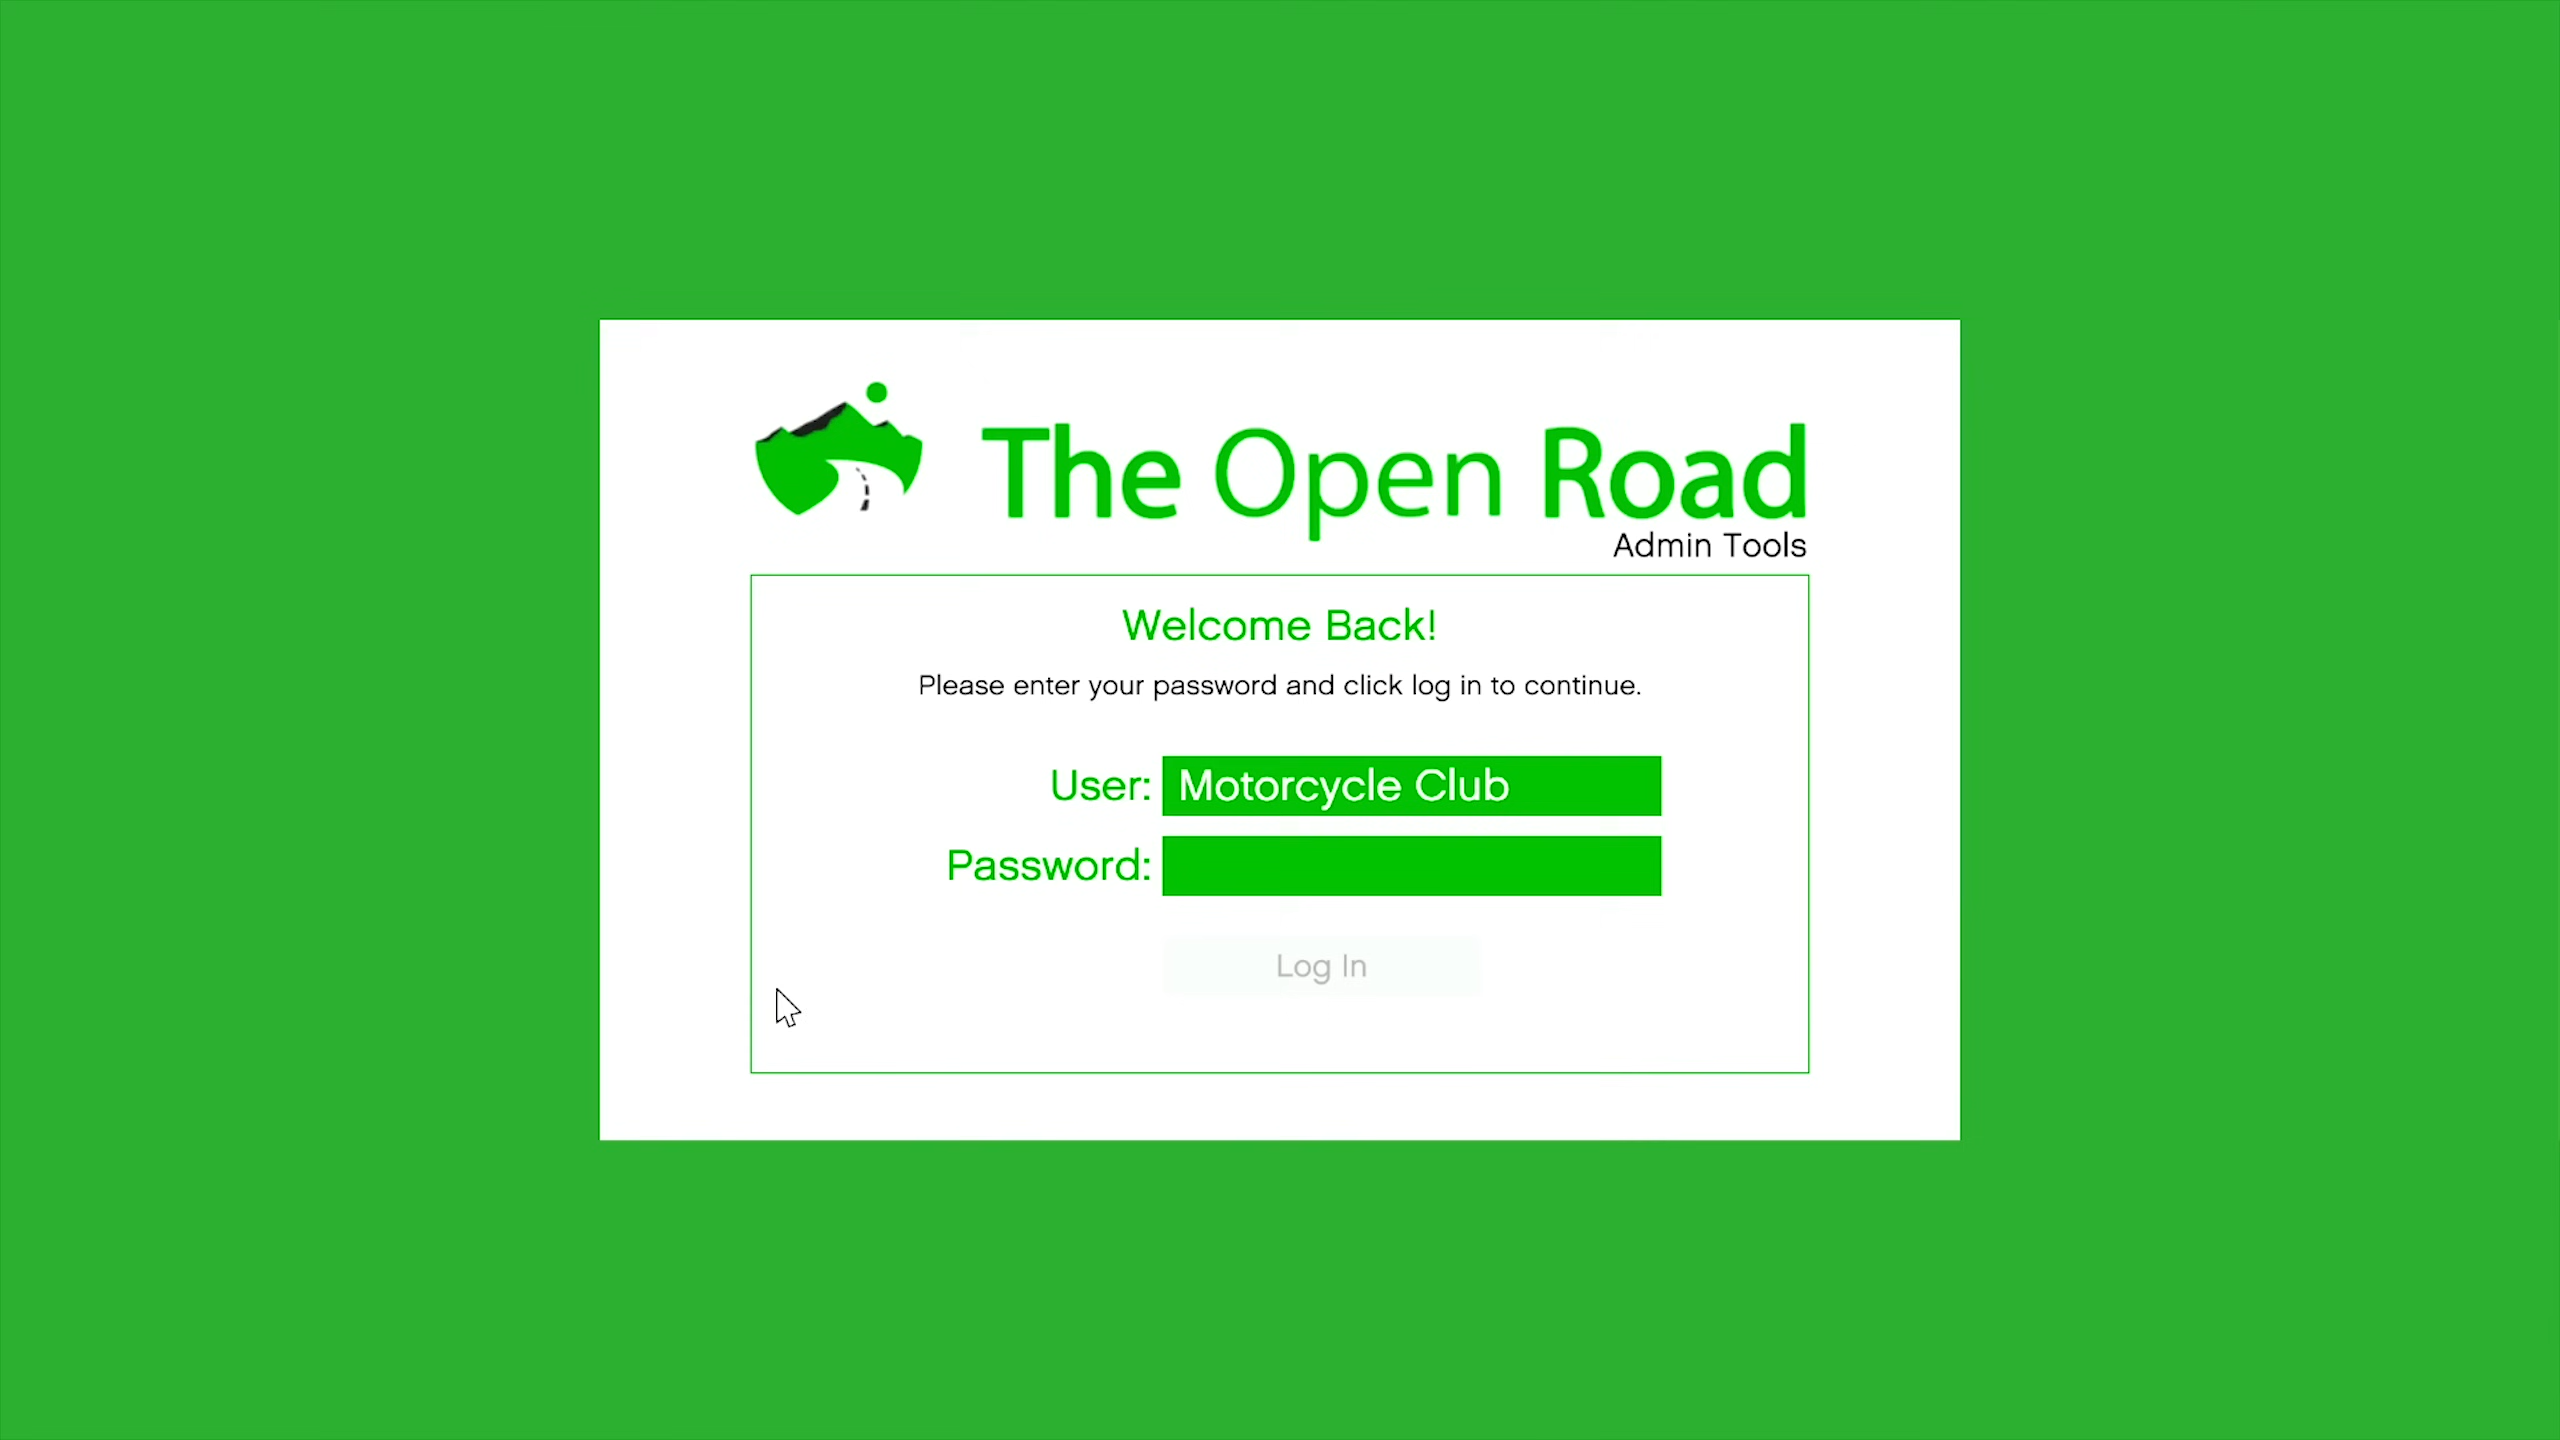 The Open Road
Admin Tools
Welcome Back!
Please enter your password and click log in to continue.
User: Motorcycle Club
Password:
Log In